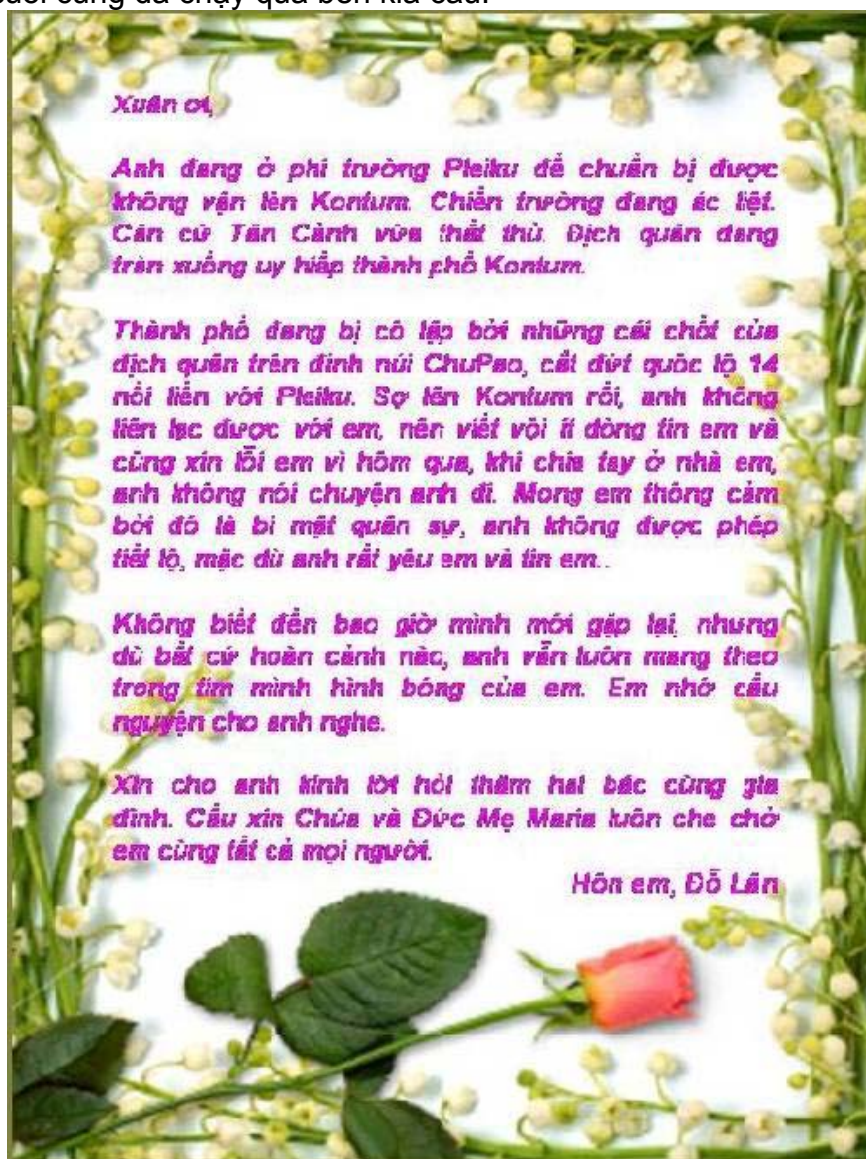 cuối cùng đã chạy qua bên kia cầu.
Xuân ơi,
Anh đang ở phi trường Pleiku để chuẩn bị được
không vận lên Kontum. Chiến trường đang ác liệt.
Căn cứ Tân Cảnh vừa thất thủ. Địch quân đang
tràn xuống uy hiếp thành phố Kontum.
Thành phố đang bị cô lập bởi những cái chốt của
địch quân trên đỉnh núi ChuPao, cắt đứt quốc lộ 14
nối liền với Pleiku. Sợ lên Kontum rồi, anh không
liên lạc được với em, nên viết vội ít dòng tin em và
cũng xin lỗi em vì hôm qua, khi chia tay ở nhà em,
anh không nói chuyện anh đi. Mong em thông cảm
bởi đó là bí mật quân sự, anh không được phép
tiết lộ, mặc dù anh rất yêu em và tin em..
Không biết đến bao giờ mình mới gặp lại, nhưng
dù bất cứ hoàn cảnh nào, anh vẫn luôn mang theo
trong tim mình hình bóng của em. Em nhớ cầu
nguyện cho anh nghe.
Xin cho anh kính lời hỏi thăm hai bác cùng gia
đình. Cầu xin Chúa và Đức Mẹ Maria luôn che chở
em cùng tất cả mọi người.
Hôn em, Đỗ Lân